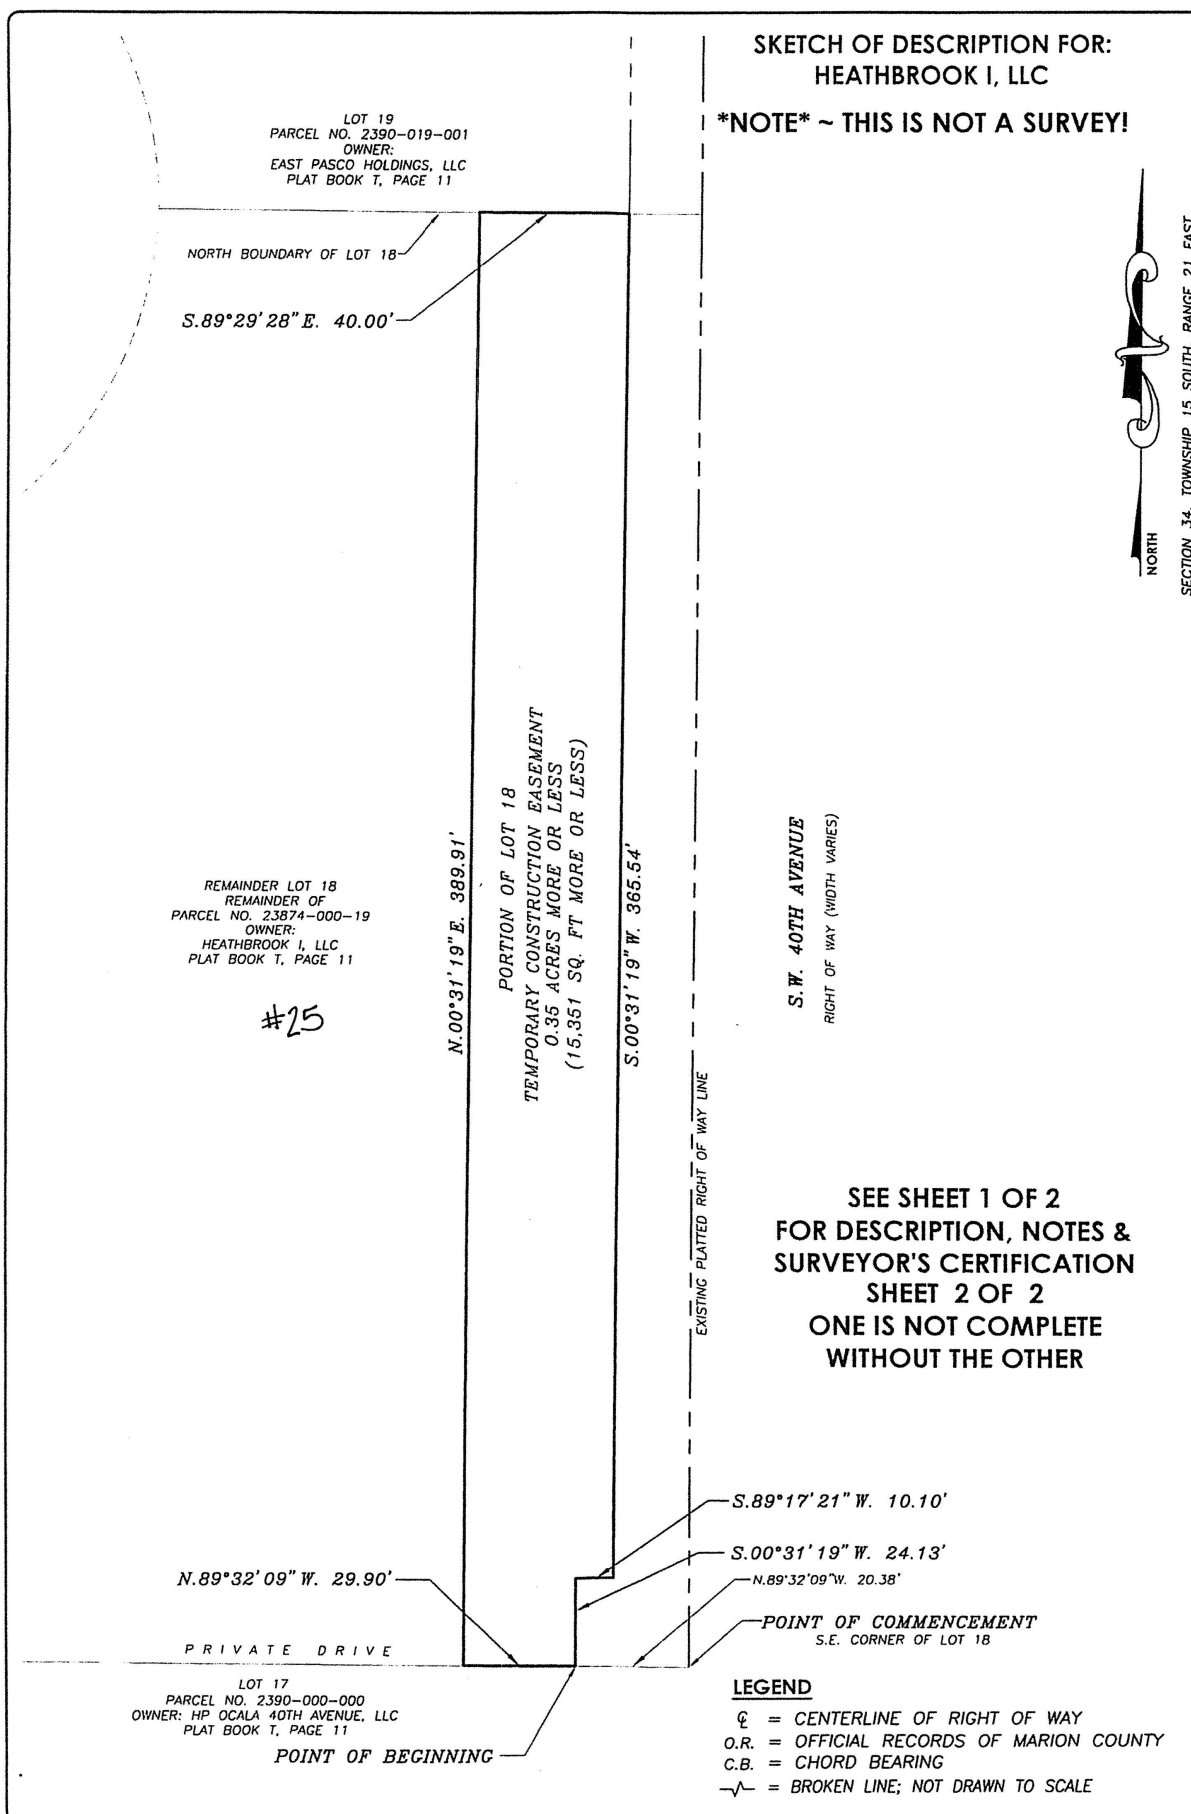 SKETCH OF DESCRIPTION FOR:
HEATHBROOK I, LLC
*NOTE* ~ THIS IS NOT A SURVEY!
LOT 19
PARCEL NO. 2390-019-001
OWNER:
EAST PASCO HOLDINGS, LLC
PLAT BOOK T, PAGE 11
NORTH BOUNDARY OF LOT 18
S.89°29'28"E. 40.00'
NORTH
SECTION 34, TOWNSHIP 15 SOUTH, RANGE 21 EAST
PORTION OF LOT 18
TEMPORARY CONSTRUCTION EASEMENT
0.35 ACRES MORE OR LESS
(15,351 SQ. FT MORE OR LESS)
N.00°31'19"E. 389.91'
S.00°31'19"W. 365.54'
S.W. 40TH AVENUE
RIGHT OF WAY (WIDTH VARIES)
REMAINDER LOT 18
REMAINDER OF
PARCEL NO. 23874-000-19
OWNER:
HEATHBROOK I, LLC
PLAT BOOK T, PAGE 11
#25
EXISTING PLATTED RIGHT OF WAY LINE
SEE SHEET 1 OF 2
FOR DESCRIPTION, NOTES &
SURVEYOR'S CERTIFICATION
SHEET 2 OF 2
ONE IS NOT COMPLETE
WITHOUT THE OTHER
S.89°17'21"W. 10.10'
S.00°31'19"W. 24.13'
N.89°32'09"W. 20.38'
N.89°32'09"W. 29.90'
POINT OF COMMENCEMENT
S.E. CORNER OF LOT 18
PRIVATE DRIVE
LOT 17
PARCEL NO. 2390-000-000
OWNER: HP OCALA 40TH AVENUE, LLC
PLAT BOOK T, PAGE 11
POINT OF BEGINNING
LEGEND
℄ = CENTERLINE OF RIGHT OF WAY
O.R. = OFFICIAL RECORDS OF MARION COUNTY
C.B. = CHORD BEARING
= BROKEN LINE; NOT DRAWN TO SCALE